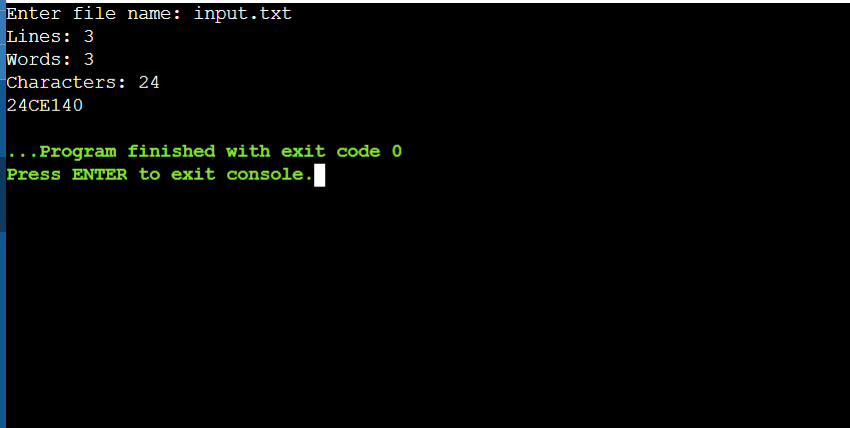 Enter file name: input.txt
Lines: 3
Words: 3
Characters: 24
24CE140
...Program finished with exit code 0
Press ENTER to exit console.